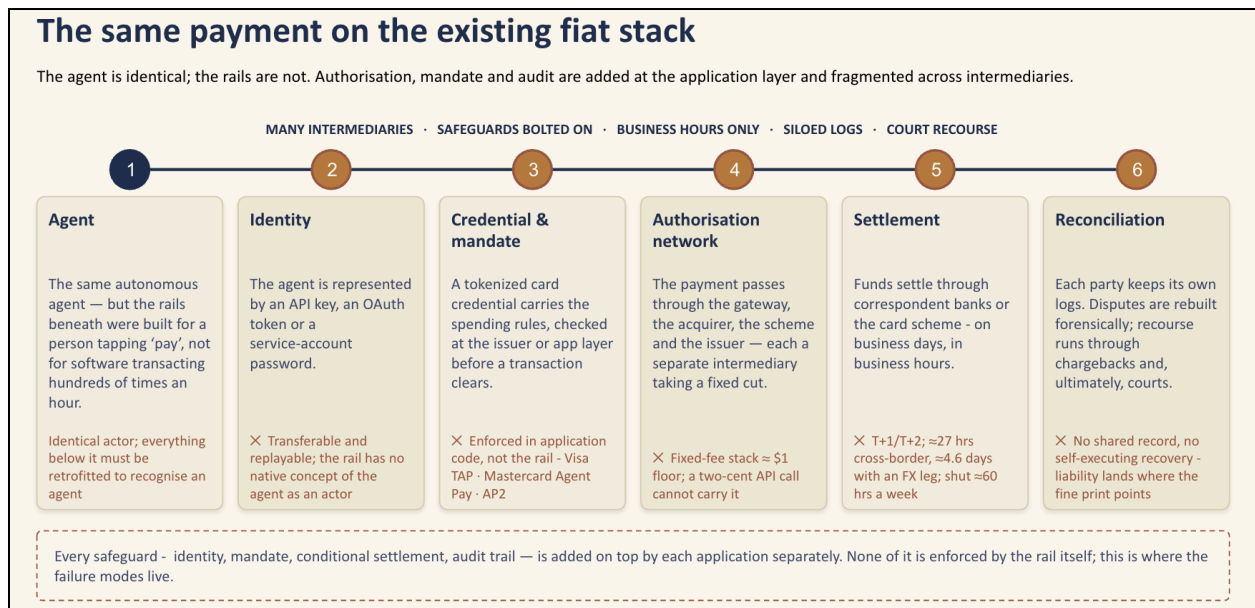 The same payment on the existing fiat stack
The agent is identical; the rails are not. Authorisation, mandate and audit are added at the application layer and fragmented across intermediaries.
MANY INTERMEDIARIES · SAFEGUARDS BOLTED ON · BUSINESS HOURS ONLY · SILOED LOGS · COURT RECOURSE
1
2
3
4
5
6
Agent
The same autonomous
agent — but the rails
beneath were built for a
person tapping ‘pay’, not
for software transacting
hundreds of times an
hour.
Identical actor; everything
below it must be
retrofitted to recognise an
agent
Identity
The agent is represented
by an API key, an OAuth
token or a
service-account
password.
✕ Transferable and
replayable; the rail has no
native concept of the
agent as an actor
Credential &
mandate
A tokenized card
credential carries the
spending rules, checked
at the issuer or app layer
before a transaction
clears.
✕ Enforced in application
code, not the rail - Visa
TAP · Mastercard Agent
Pay · AP2
Authorisation
network
The payment passes
through the gateway,
the acquirer, the scheme
and the issuer — each a
separate intermediary
taking a fixed cut.
✕ Fixed-fee stack ≈ $1
floor; a two-cent API call
cannot carry it
Settlement
Funds settle through
correspondent banks or
the card scheme - on
business days, in
business hours.
✕ T+1/T+2; ≈27 hrs
cross-border, ≈4.6 days
with an FX leg; shut ≈60
hrs a week
Reconciliation
Each party keeps its own
logs. Disputes are rebuilt
forensically; recourse
runs through
chargebacks and,
ultimately, courts.
✕ No shared record, no
self-executing recovery -
liability lands where the
fine print points
Every safeguard - identity, mandate, conditional settlement, audit trail — is added on top by each application separately. None of it is enforced by the rail itself; this is where the
failure modes live.